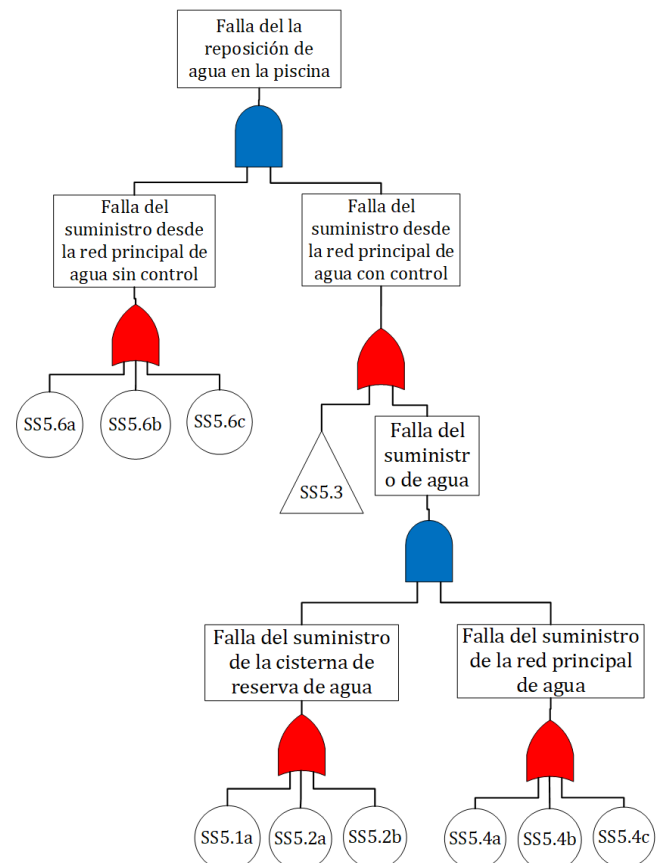 Falla del la
reposición de
agua en la piscina
Falla del
suministro desde
la red principal de
agua sin control
Falla del
suministro desde
la red principal de
agua con control
SS5.6a
SS5.6b
SS5.6c
SS5.3
Falla del
suministr
o de agua
Falla del suministro
de la cisterna de
reserva de agua
Falla del suministro
de la red principal
de agua
SS5.1a
SS5.2a
SS5.2b
SS5.4a
SS5.4b
SS5.4c